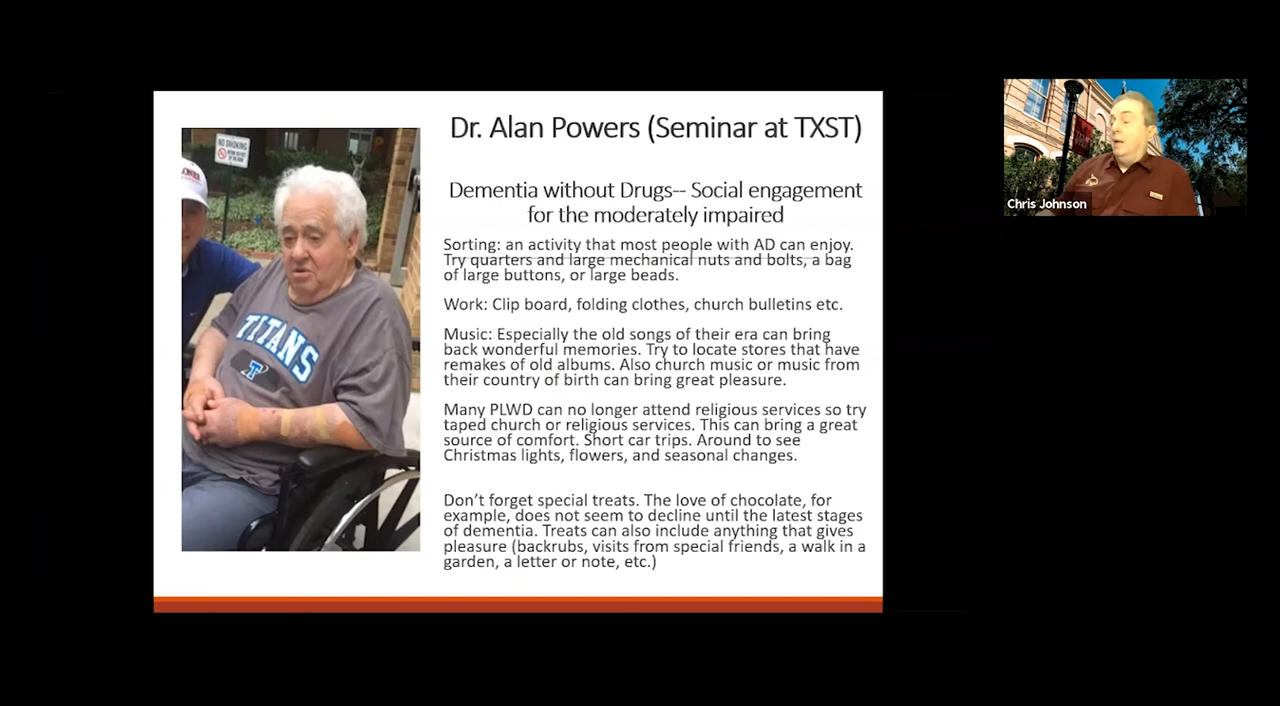 Dr. Alan Powers (Seminar at TXST)
Dementia without Drugs-- Social engagement
for the moderately impaired
Sorting: an activity that most people with AD can enjoy.
Try quarters and large mechanical nuts and bolts, a bag
of large buttons, or large beads.
Work: Clip board, folding clothes, church bulletins etc.
Music: Especially the old songs of their era can bring
back wonderful memories. Try to locate stores that have
remakes of old albums. Also church music or music from
their country of birth can bring great pleasure.
Many PLWD can no longer attend religious services so try
taped church or religious services. This can bring a great
source of comfort. Short car trips. Around to see
Christmas lights, flowers, and seasonal changes.
Don’t forget special treats. The love of chocolate, for
example, does not seem to decline until the latest stages
of dementia. Treats can also include anything that gives
pleasure (backrubs, visits from special friends, a walk in a
garden, a letter or note, etc.)
NO SMOKING
TITANS
T
Chris Johnson